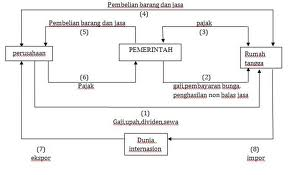 Pembelian barang dan jasa
(4)
Pembelian barang dan jasa
(5)
pajak
(3)
perusahaan
PEMERINTAH
Rumah
tangga
(6)
Pajak
(2)
gaji,pembayaran bunga,
penghasilan non balas jasa
(1)
Gaji,upah,dividen,sewa
(7)
ekspor
Dunia
internasion
(8)
impor